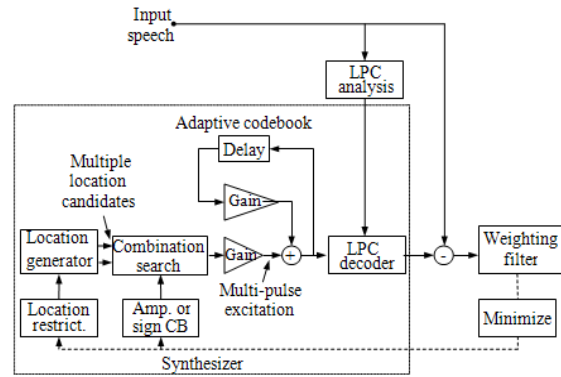 Input
speech
LPC
analysis
Adaptive codebook
Delay
Multiple
location
candidates
Gain
Location
generator
Combination
search
Gain
+
LPC
decoder
-
Weighting
filter
Multi-pulse
excitation
Location
restrict.
Amp. or
sign CB
Minimize
Synthesizer